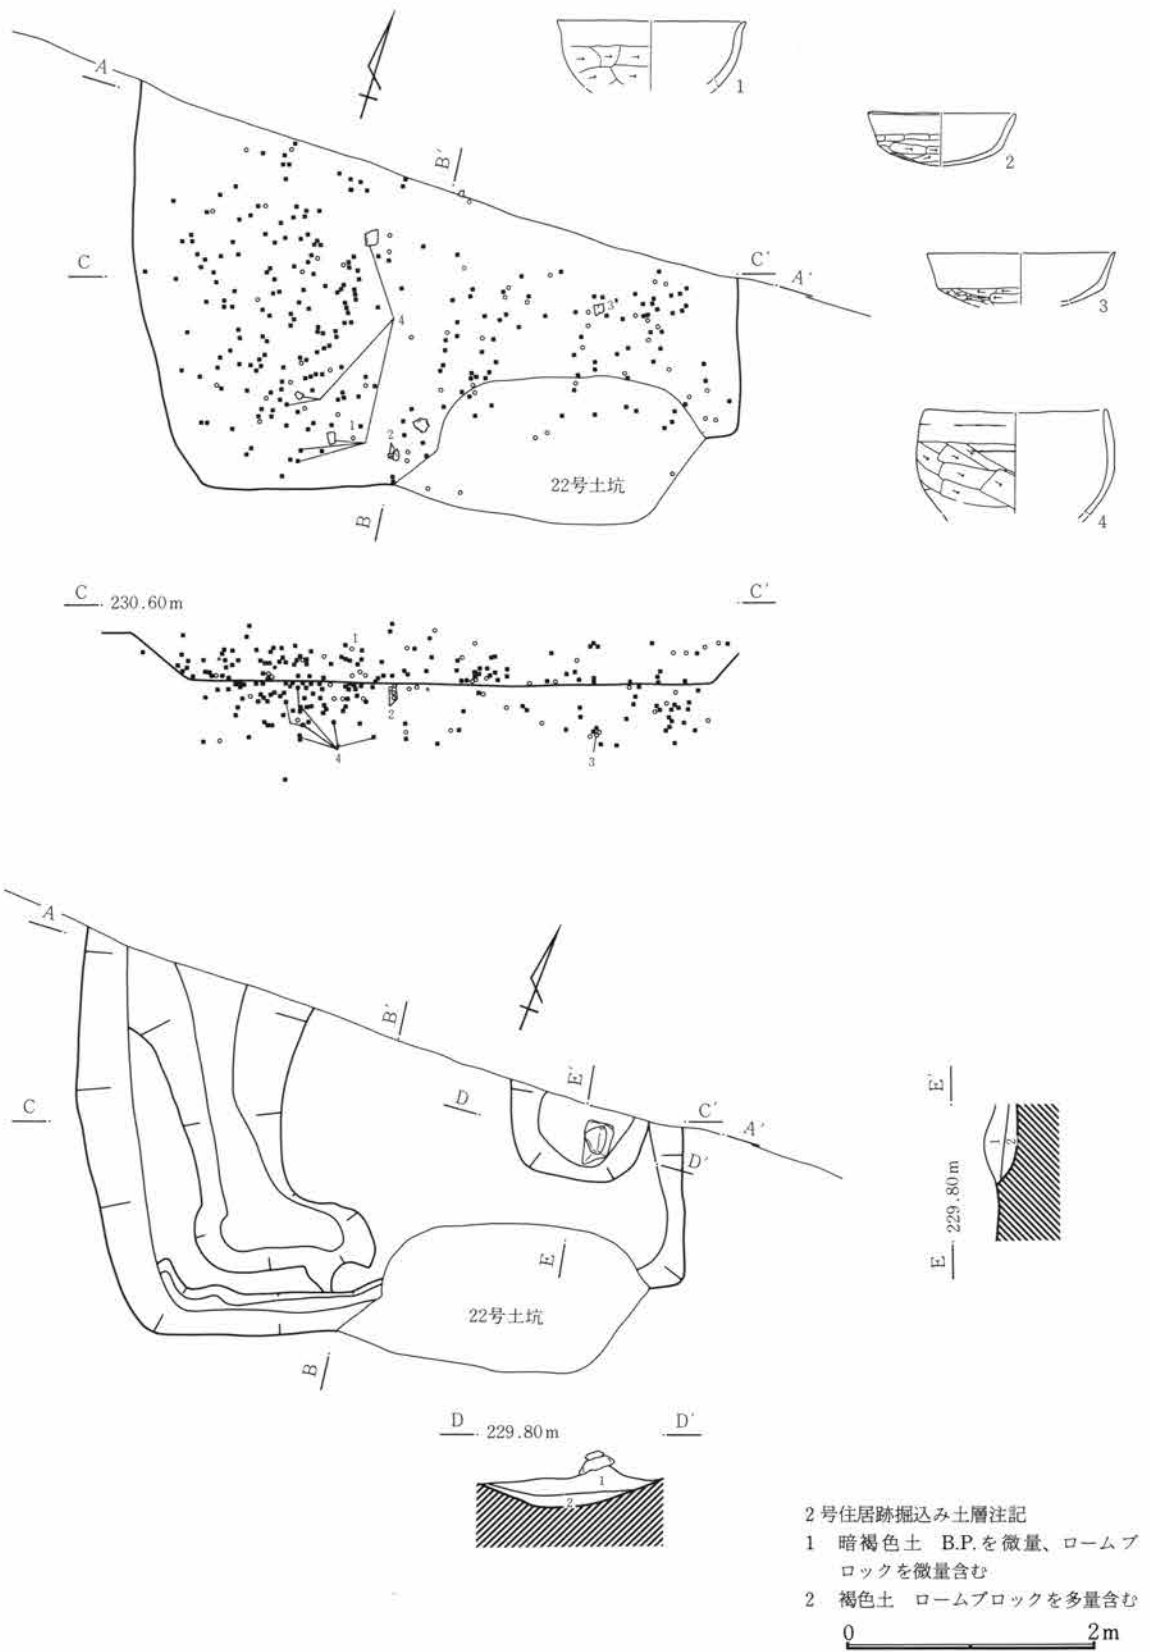 A
B'
1
2
C
C'
A'
3
4
1
2
3
4
22号土坑
B
C 230.60m
C'
1
2
4
3
A
B'
C
D
E'
C'
A'
D'
E
22号土坑
B
E'
1 2
E 229.80m
D 229.80m
D'
1
2
2号住居跡掘込み土層注記
1 暗褐色土 B.P.を微量、ロームブ
ロックを微量含む
2 褐色土 ロームブロックを多量含む
0 2m